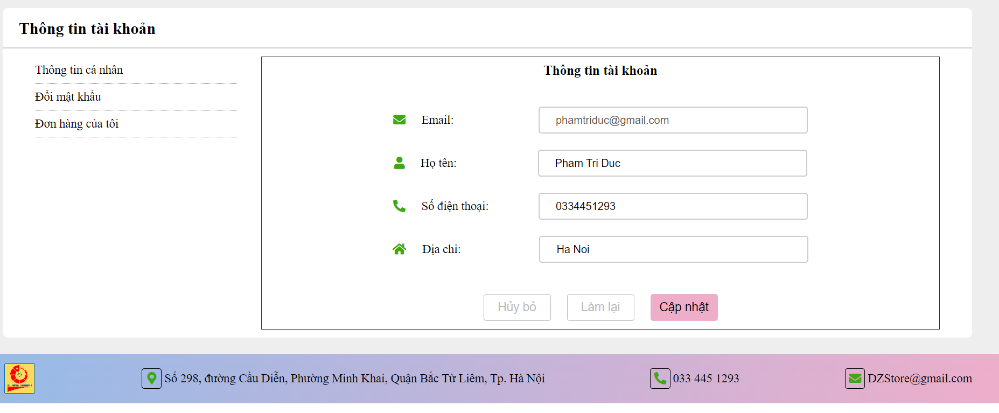 Thông tin tài khoản
Thông tin cá nhân
Đổi mật khẩu
Đơn hàng của tôi
Thông tin tài khoản
Email: phamtriduc@gmail.com
Họ tên: Pham Tri Duc
Số điện thoại: 0334451293
Địa chỉ: Ha Noi
Hủy bỏ Làm lại Cập nhật
Số 298, đường Cầu Diễn, Phường Minh Khai, Quận Bắc Từ Liêm, Tp. Hà Nội 033 445 1293 DZStore@gmail.com